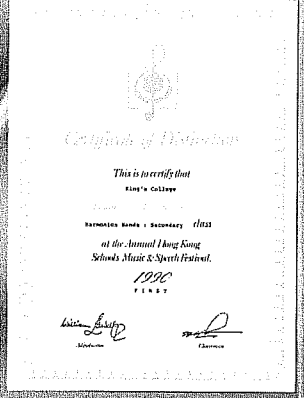 Certificate of Distinction
This is to certify that
King's College
Harmonica Bands : Secondary class
at the Annual Hong Kong
Schools Music & Speech Festival.
1990
FIRST
Adjudicator
Chairman